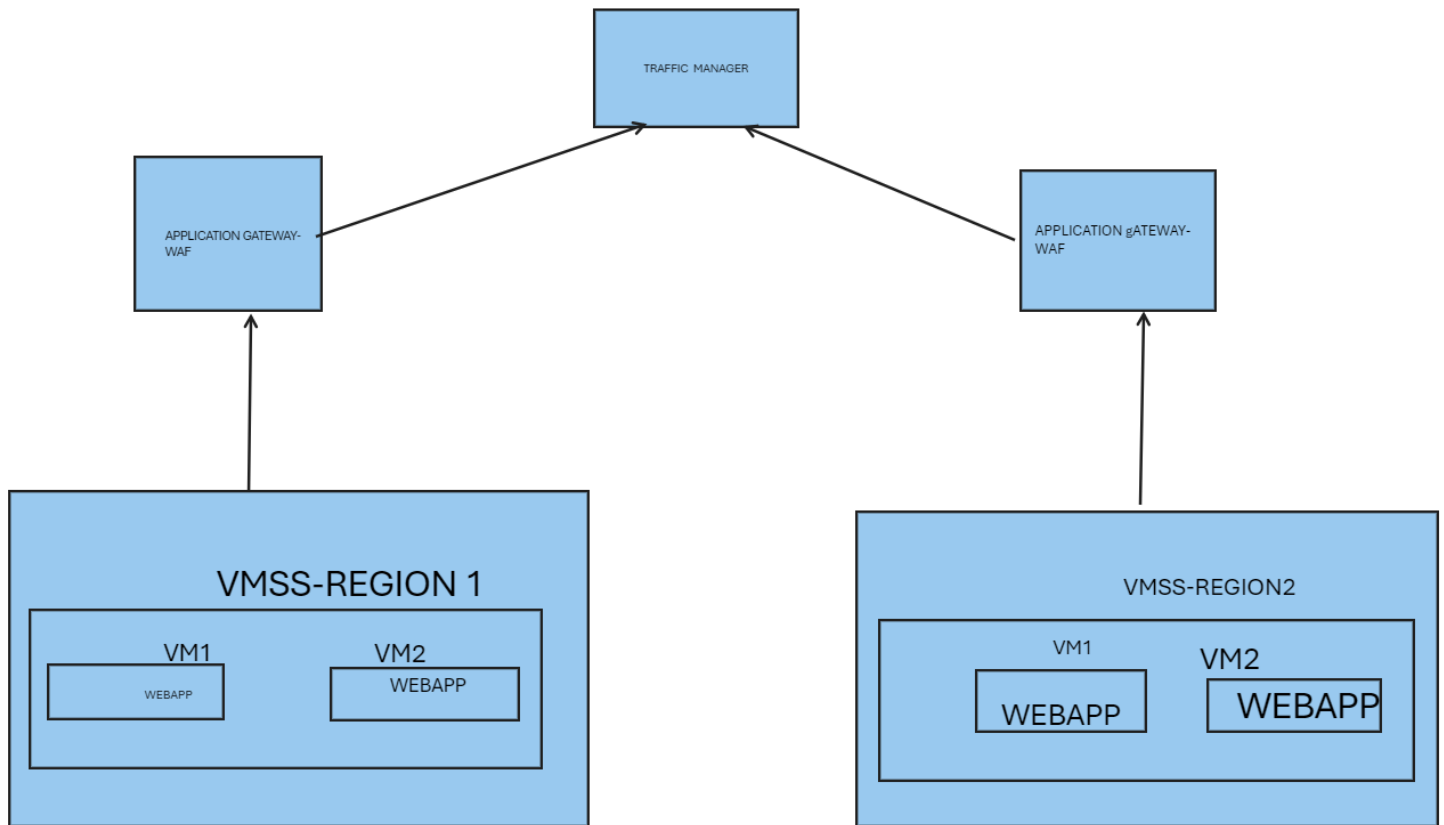 TRAFFIC MANAGER
APPLICATION GATEWAY-
WAF
APPLICATION gATEWAY-
WAF
VMSS-REGION 1
VM1
VM2
WEBAPP
WEBAPP
VMSS-REGION2
VM1
VM2
WEBAPP
WEBAPP